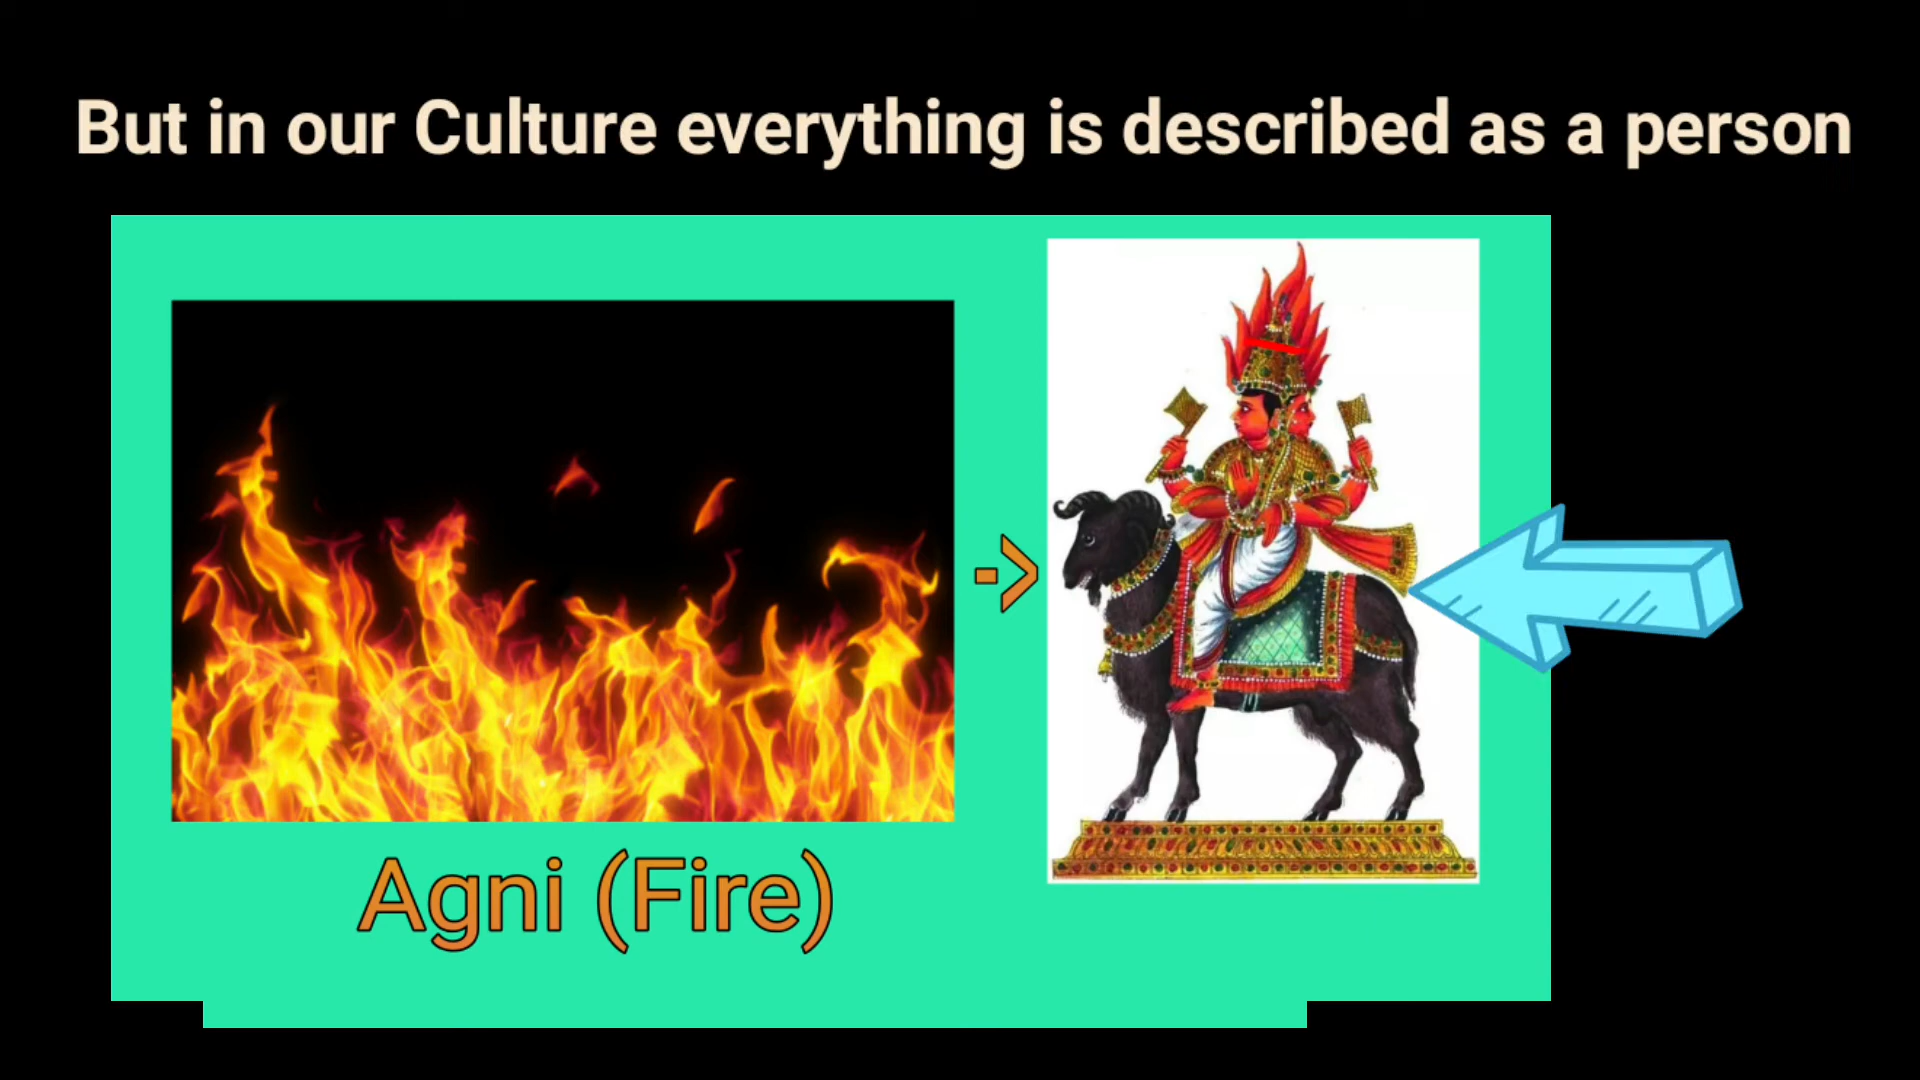 But in our Culture everything is described as a person
->
Agni (Fire)